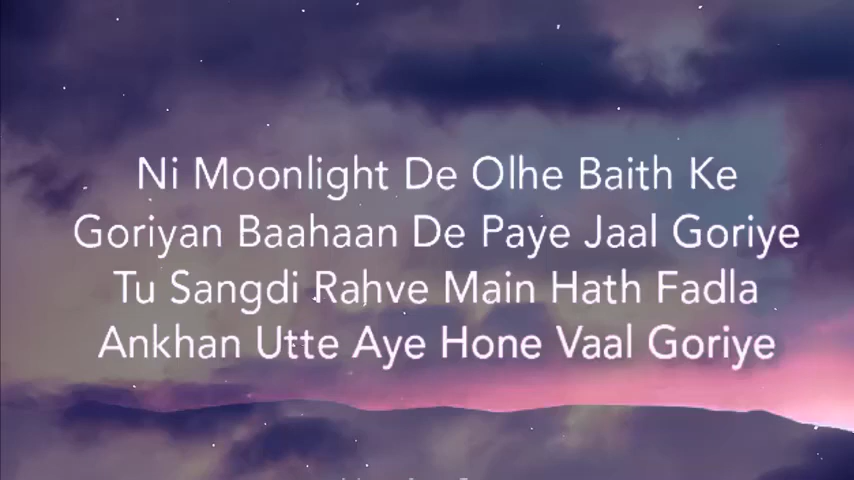 Ni Moonlight De Olhe Baith Ke
Goriyan Baahaan De Paye Jaal Goriye
Tu Sangdi Rahve Main Hath Fadla
Ankhan Utte Aye Hone Vaal Goriye